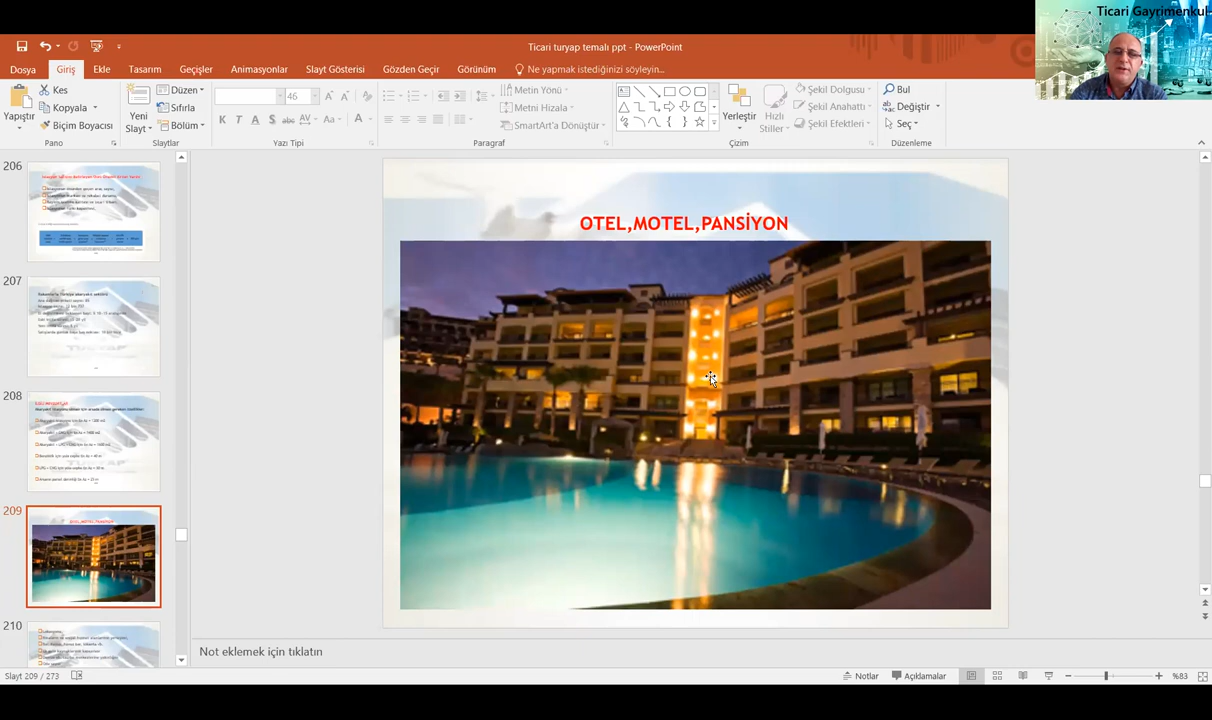 Ticari Gayrimenkul
Ticari turyap temalı ppt - PowerPoint
Dosya Giriş Ekle Tasarım Geçişler Animasyonlar Slayt Gösterisi Gözden Geçir Görünüm Ne yapmak istediğinizi söyleyin...
Yapıştır
Kes
Kopyala
Biçim Boyacısı
Pano
Yeni Slayt
Düzen
Sıfırla
Bölüm
Slaytlar
46
K T A S abc AV Aa A
Yazı Tipi
Metin Yönü
Metni Hizala
SmartArt'a Dönüştür
Paragraf
Yerleştir
Hızlı Stiller
Şekil Dolgusu
Şekil Anahattı
Şekil Efektleri
Çizim
Bul
Değiştir
Seç
Düzenleme
206
207
208
209
210
OTEL,MOTEL,PANSİYON
Not eklemek için tıklatın
Slayt 209 / 273
Notlar
Açıklamalar
%83